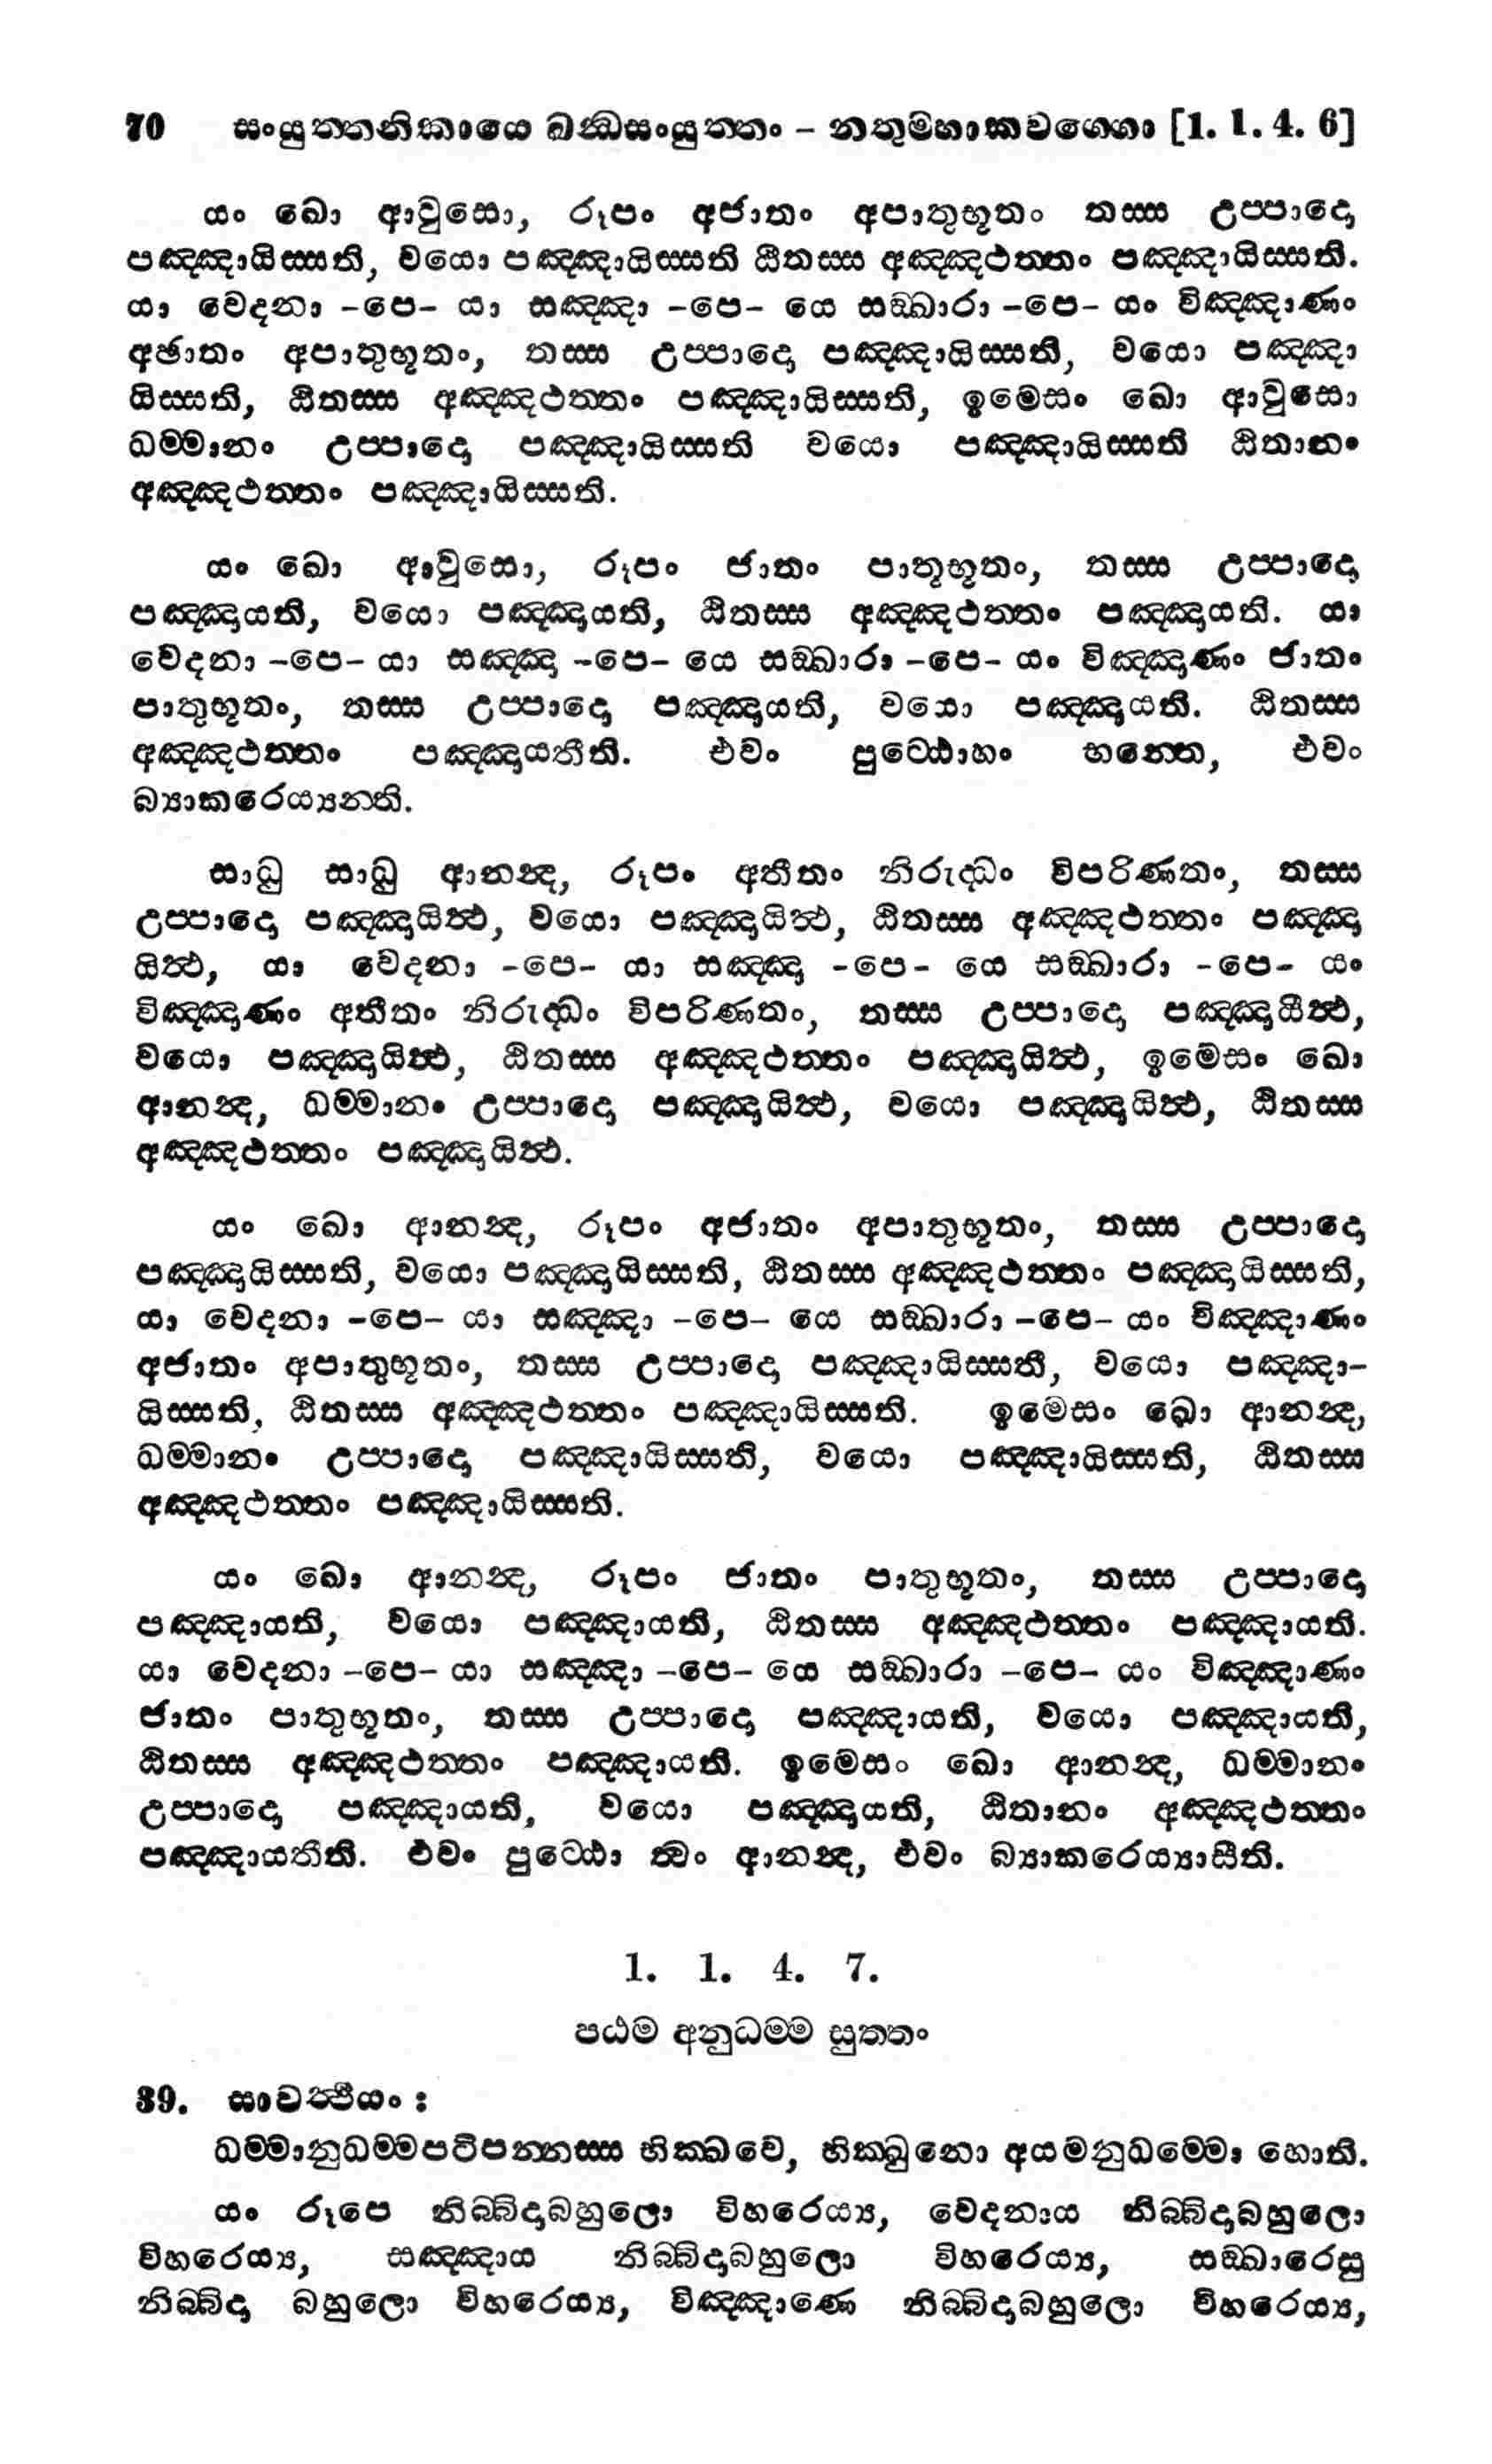 70 සංයුත්තනිකායෙ ඛන්ධසංයුත්තං – නතුම්හාකවග්ගො [1. 1. 4. 6]
යං ඛො ආවුසො, රූපං අජාතං අපාතුභූතං තස්ස උප්පාදො
පඤ්ඤායිස්සති, වයො පඤ්ඤායිස්සති ඨිතස්ස අඤ්ඤථත්තං පඤ්ඤායිස්සති.
යා වෙදනා -පෙ- යා සඤ්ඤා -පෙ- යෙ සඞ්ඛාරා -පෙ- යං විඤ්ඤාණං
අජාතං අපාතුභූතං, තස්ස උප්පාදො පඤ්ඤායිස්සති, වයො පඤ්ඤා
යිස්සති, ඨිතස්ස අඤ්ඤථත්තං පඤ්ඤායිස්සති, ඉමෙසං ඛො ආවුසො
ධම්මානං උප්පාදො පඤ්ඤායිස්සති වයො පඤ්ඤායිස්සති ඨිතානං
අඤ්ඤථත්තං පඤ්ඤායිස්සති.
යං ඛො ආවුසො, රූපං ජාතං පාතූභූතං, තස්ස උප්පාදො
පඤ්ඤායති, වයො පඤ්ඤායති, ඨිතස්ස අඤ්ඤථත්තං පඤ්ඤායති. යා
වෙදනා -පෙ- යා සඤ්ඤා -පෙ- යෙ සඞ්ඛාරා -පෙ- යං විඤ්ඤාණං ජාතං
පාතුභූතං, තස්ස උප්පාදො පඤ්ඤායති, වයො පඤ්ඤායති. ඨිතස්ස
අඤ්ඤථත්තං පඤ්ඤායතීති. එවං පුට්ඨොහං භන්තෙ, එවං
බ්‍යාකරෙය්‍යන්ති.
සාධු සාධු ආනන්ද, රූපං අතීතං නිරුද්ධං විපරිණතං, තස්ස
උප්පාදො පඤ්ඤායිත්ථ, වයො පඤ්ඤායිත්ථ, ඨිතස්ස අඤ්ඤථත්තං පඤ්ඤා
යිත්ථ, යා වෙදනා -පෙ- යා සඤ්ඤා -පෙ- යෙ සඞ්ඛාරා -පෙ- යං
විඤ්ඤාණං අතීතං නිරුද්ධං විපරිණතං, තස්ස උප්පාදො පඤ්ඤායීත්ථ,
වයො පඤ්ඤායිත්ථ, ඨිතස්ස අඤ්ඤථත්තං පඤ්ඤායිත්ථ, ඉමෙසං ඛො
ආනන්ද, ධම්මානං උප්පාදො පඤ්ඤායිත්ථ, වයො පඤ්ඤායිත්ථ, ඨිතස්ස
අඤ්ඤථත්තං පඤ්ඤායිත්ථ.
යං ඛො ආනන්ද, රූපං අජාතං අපාතුභූතං, තස්ස උප්පාදො
පඤ්ඤායිස්සති, වයො පඤ්ඤායිස්සති, ඨිතස්ස අඤ්ඤථත්තං පඤ්ඤායිස්සති,
යා වෙදනා -පෙ- යා සඤ්ඤා -පෙ- යෙ සඞ්ඛාරා -පෙ- යං විඤ්ඤාණං
අජාතං අපාතුභූතං, තස්ස උප්පාදො පඤ්ඤායිස්සතී, වයො පඤ්ඤා-
යිස්සති, ඨිතස්ස අඤ්ඤථත්තං පඤ්ඤායිස්සති. ඉමෙසං ඛො ආනන්ද,
ධම්මානං උප්පාදො පඤ්ඤායිස්සති, වයො පඤ්ඤායිස්සති, ඨිතස්ස
අඤ්ඤථත්තං පඤ්ඤායිස්සති.
යං ඛො ආනන්ද, රූපං ජාතං පාතුභූතං, තස්ස උප්පාදො
පඤ්ඤායති, වයො පඤ්ඤායති, ඨිතස්ස අඤ්ඤථත්තං පඤ්ඤායති.
යා වෙදනා -පෙ- යා සඤ්ඤා -පෙ- යෙ සඞ්ඛාරා -පෙ- යං විඤ්ඤාණං
ජාතං පාතුභූතං, තස්ස උප්පාදො පඤ්ඤායති, වයො පඤ්ඤායති,
ඨිතස්ස අඤ්ඤථත්තං පඤ්ඤායති. ඉමෙසං ඛො ආනන්ද, ධම්මානං
උප්පාදො පඤ්ඤායති, වයො පඤ්ඤායති, ඨිතානං අඤ්ඤථත්තං
පඤ්ඤායතීති. එවං පුට්ඨො ත්වං ආනන්ද, එවං බ්‍යාකරෙය්‍යාසීති.
1. 1. 4. 7.
පඨම අනුධම්ම සුත්තං
39. සාවත්ථියං :
ධම්මානුධම්මපටිපන්නස්ස භික්ඛවෙ, භික්ඛුනො අයමනුධම්මො හොති.
යං රූපෙ නිබ්බිදාබහුලො විහරෙය්‍ය, වෙදනාය නිබ්බිදාබහුලො
විහරෙය්‍ය, සඤ්ඤාය නිබ්බිදාබහුලො විහරෙය්‍ය, සඞ්ඛාරෙසු
නිබ්බිදා බහුලො විහරෙය්‍ය, විඤ්ඤාණෙ නිබ්බිදාබහුලො විහරෙය්‍ය,